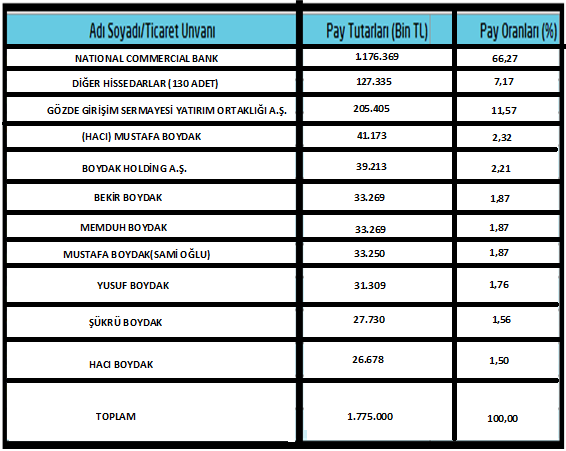 Adı Soyadı/Ticaret Unvanı Pay Tutarları (Bin TL) Pay Oranları (%)
NATIONAL COMMERCIAL BANK 1.176.369 66,27
DİĞER HİSSEDARLAR (130 ADET) 127.335 7,17
GÖZDE GİRİŞİM SERMAYESİ YATIRIM ORTAKLIĞI A.Ş. 205.405 11,57
(HACI) MUSTAFA BOYDAK 41.173 2,32
BOYDAK HOLDİNG A.Ş. 39.213 2,21
BEKİR BOYDAK 33.269 1,87
MEMDUH BOYDAK 33.269 1,87
MUSTAFA BOYDAK(SAMİ OĞLU) 33.250 1,87
YUSUF BOYDAK 31.309 1,76
ŞÜKRÜ BOYDAK 27.730 1,56
HACI BOYDAK 26.678 1,50
TOPLAM 1.775.000 100,00